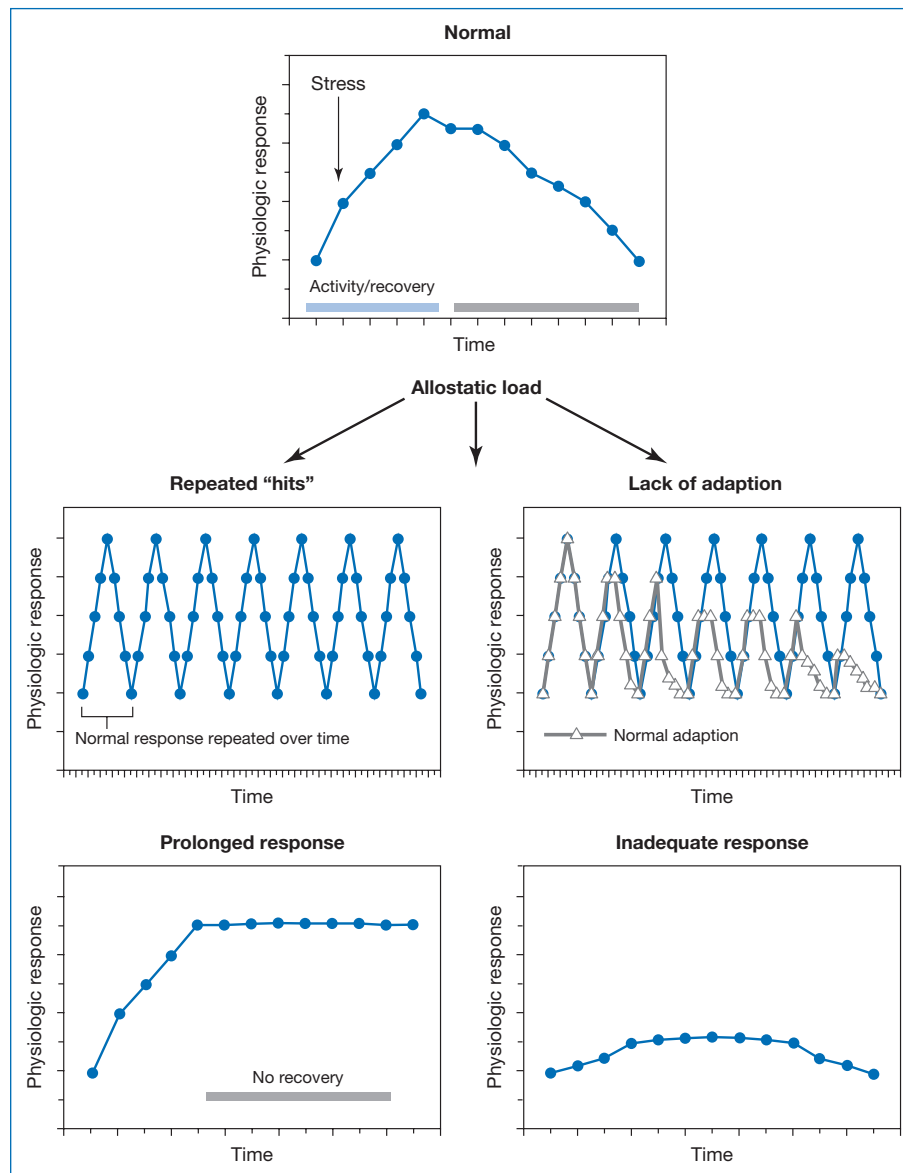 Normal
Stress
Physiologic response
Activity/recovery
Time
Allostatic load
Repeated “hits”
Physiologic response
Normal response repeated over time
Time
Lack of adaption
Physiologic response
Normal adaption
Time
Prolonged response
Physiologic response
No recovery
Time
Inadequate response
Physiologic response
Time